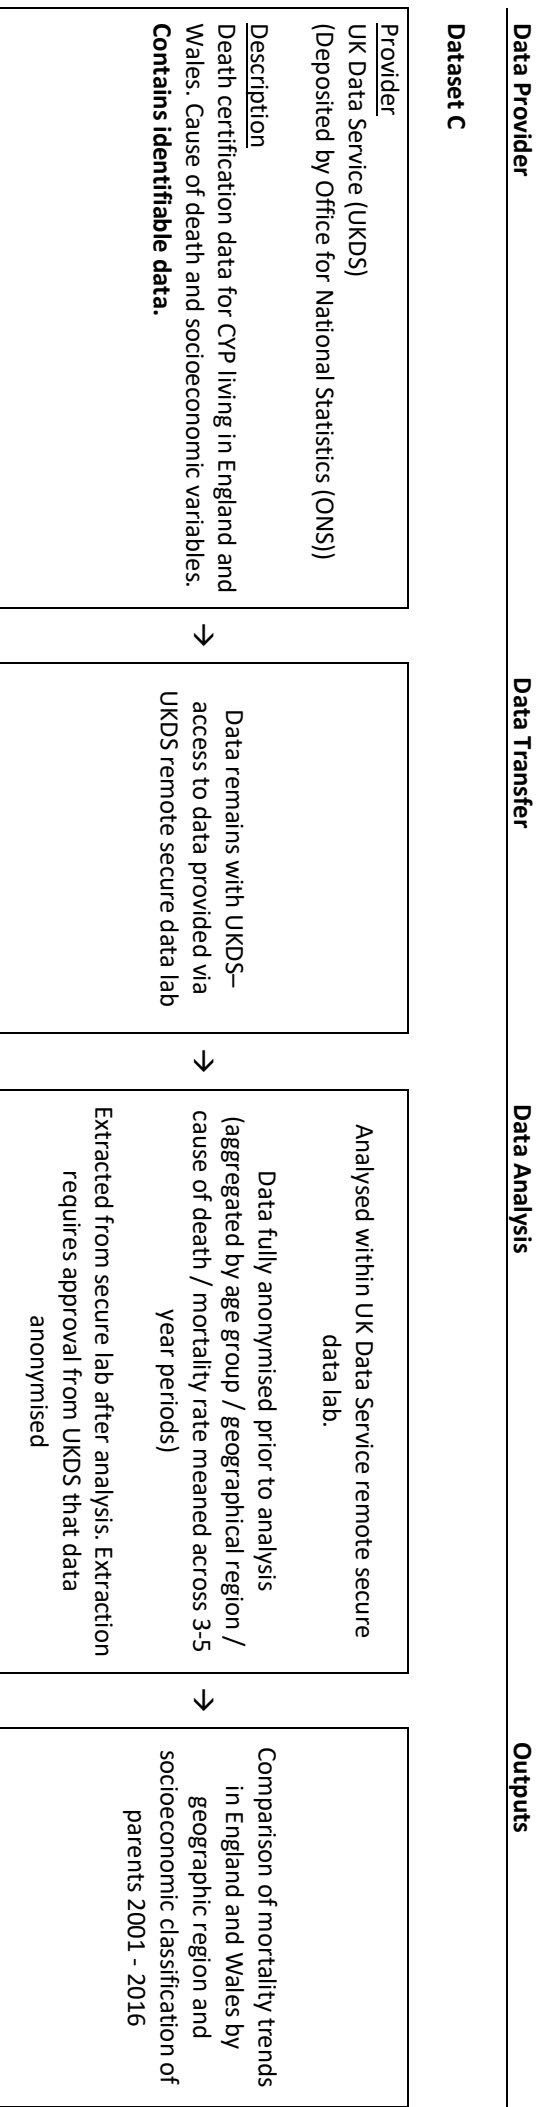 Data Provider
Data Transfer
Data Analysis
Outputs
Dataset C
Provider
UK Data Service (UKDS)
(Deposited by Office for National Statistics (ONS))
Description
Death certification data for CYP living in England and
Wales. Cause of death and socioeconomic variables.
Contains identifiable data.
→
Data remains with UKDS–
access to data provided via
UKDS remote secure data lab
→
Analysed within UK Data Service remote secure
data lab.
Data fully anonymised prior to analysis
(aggregated by age group / geographical region /
cause of death / mortality rate meaned across 3-5
year periods)
Extracted from secure lab after analysis. Extraction
requires approval from UKDS that data
anonymised
→
Comparison of mortality trends
in England and Wales by
geographic region and
socioeconomic classification of
parents 2001 - 2016